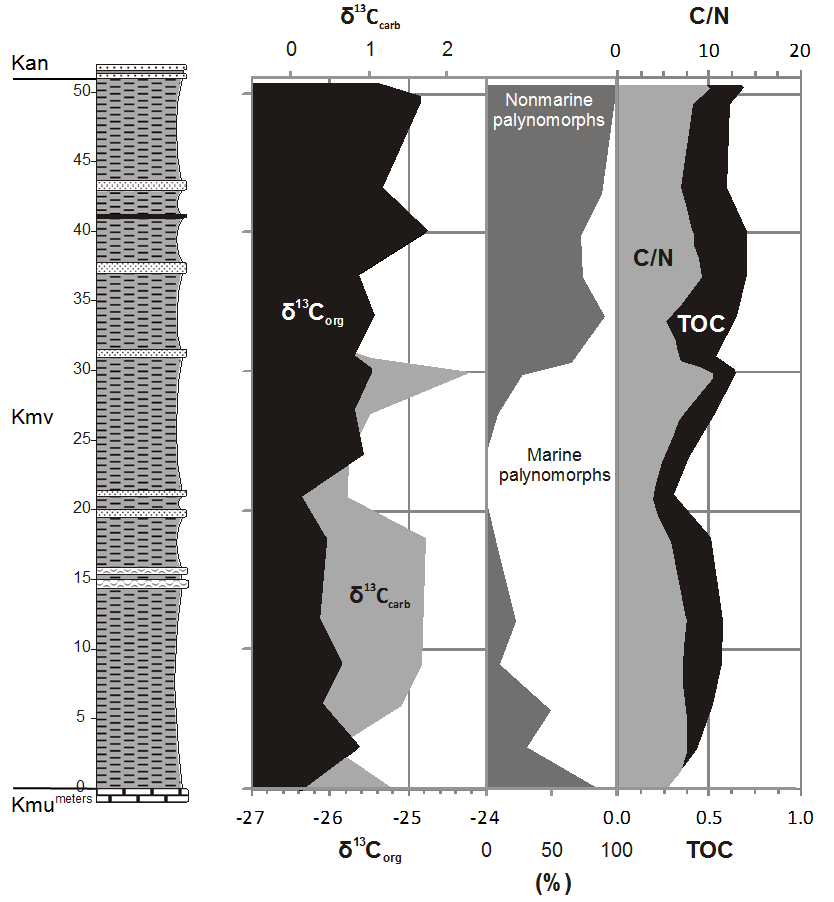 δ¹³Ccarb
C/N
0 1 2 0 10 20
Kan
50
45
40
35
30
Kmv
25
20
15
10
5
0
Kmu
meters
Nonmarine
palynomorphs
C/N
δ¹³Corg
TOC
Marine
palynomorphs
δ¹³Ccarb
-27 -26 -25 -24 0.0 0.5 1.0
δ¹³Corg
0 50 100
TOC
(%)